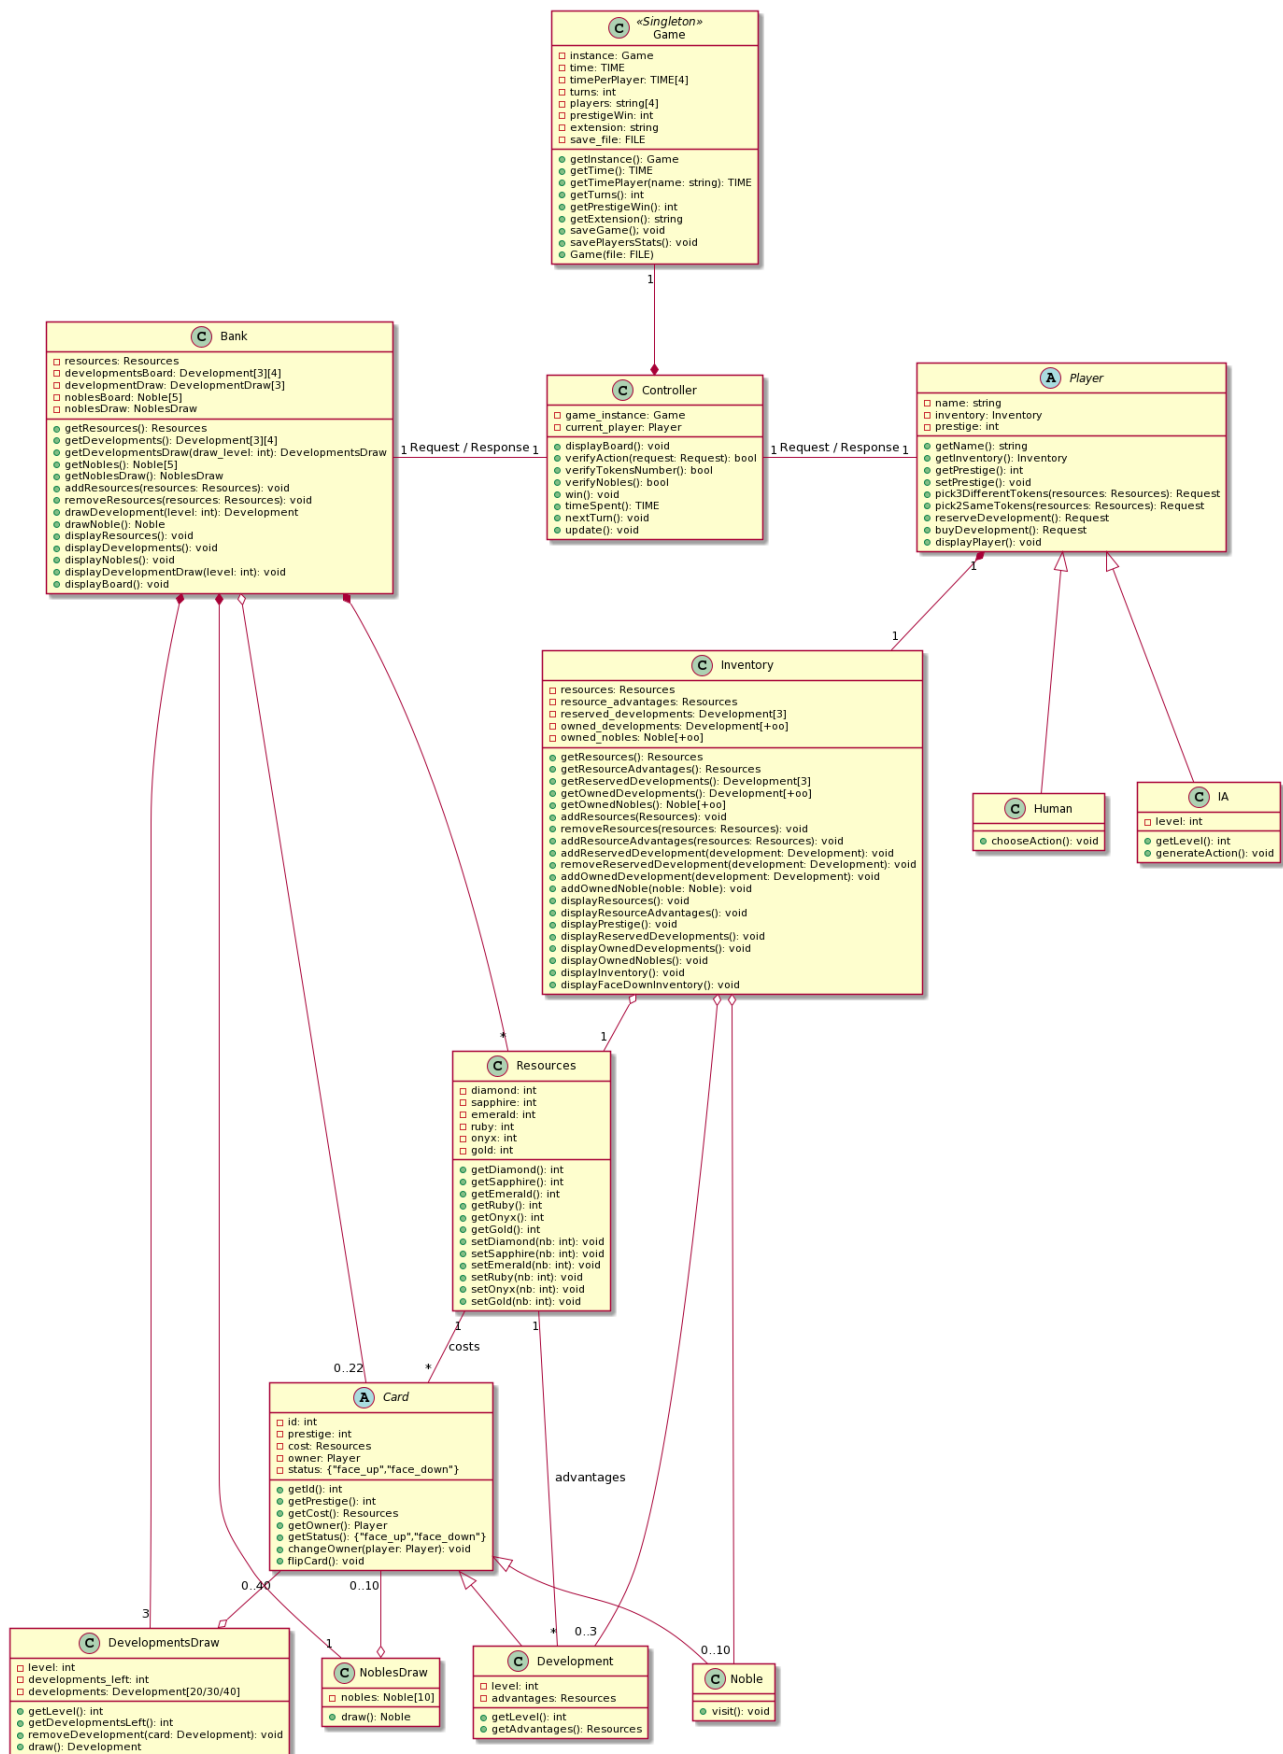 C «Singleton»
Game
instance: Game
time: TIME
timePerPlayer: TIME[4]
turns: int
players: string[4]
prestigeWin: int
extension: string
save_file: FILE
getInstance(): Game
getTime(): TIME
getTimePlayer(name: string): TIME
getTurns(): int
getPrestigeWin(): int
getExtension(): string
saveGame(); void
savePlayersStats(): void
Game(file: FILE)
1
C Bank
resources: Resources
developmentsBoard: Development[3][4]
developmentDraw: DevelopmentDraw[3]
noblesBoard: Noble[5]
noblesDraw: NoblesDraw
getResources(): Resources
getDevelopments(): Development[3][4]
getDevelopmentsDraw(draw_level: int): DevelopmentsDraw
getNobles(): Noble[5]
getNoblesDraw(): NoblesDraw
addResources(resources: Resources): void
removeResources(resources: Resources): void
drawDevelopment(level: int): Development
drawNoble(): Noble
displayResources(): void
displayDevelopments(): void
displayNobles(): void
displayDevelopmentDraw(level: int): void
displayBoard(): void
1 Request / Response 1
C Controller
game_instance: Game
current_player: Player
displayBoard(): void
verifyAction(request: Request): bool
verifyTokensNumber(): bool
verifyNobles(): bool
win(): void
timeSpent(): TIME
nextTurn(): void
update(): void
1 Request / Response 1
A Player
name: string
inventory: Inventory
prestige: int
getName(): string
getInventory(): Inventory
getPrestige(): int
setPrestige(): void
pick3DifferentTokens(resources: Resources): Request
pick2SameTokens(resources: Resources): Request
reserveDevelopment(): Request
buyDevelopment(): Request
displayPlayer(): void
1
1
C Inventory
resources: Resources
resource_advantages: Resources
reserved_developments: Development[3]
owned_developments: Development[+oo]
owned_nobles: Noble[+oo]
getResources(): Resources
getResourceAdvantages(): Resources
getReservedDevelopments(): Development[3]
getOwnedDevelopments(): Development[+oo]
getOwnedNobles(): Noble[+oo]
addResources(Resources): void
removeResources(resources: Resources): void
addResourceAdvantages(resources: Resources): void
addReservedDevelopment(development: Development): void
removeReservedDevelopment(development: Development): void
addOwnedDevelopment(development: Development): void
addOwnedNoble(noble: Noble): void
displayResources(): void
displayResourceAdvantages(): void
displayPrestige(): void
displayReservedDevelopments(): void
displayOwnedDevelopments(): void
displayOwnedNobles(): void
displayInventory(): void
displayFaceDownInventory(): void
C Human
chooseAction(): void
C IA
level: int
getLevel(): int
generateAction(): void
*
1
C Resources
diamond: int
sapphire: int
emerald: int
ruby: int
onyx: int
gold: int
getDiamond(): int
getSapphire(): int
getEmerald(): int
getRuby(): int
getOnyx(): int
getGold(): int
setDiamond(nb: int): void
setSapphire(nb: int): void
setEmerald(nb: int): void
setRuby(nb: int): void
setOnyx(nb: int): void
setGold(nb: int): void
1
1
costs
0..22
*
A Card
id: int
prestige: int
cost: Resources
owner: Player
status: {"face_up","face_down"}
getId(): int
getPrestige(): int
getCost(): Resources
getOwner(): Player
getStatus(): {"face_up","face_down"}
changeOwner(player: Player): void
flipCard(): void
advantages
0..40
0..10
3
1
*
0..3
0..10
C DevelopmentsDraw
level: int
developments_left: int
developments: Development[20/30/40]
getLevel(): int
getDevelopmentsLeft(): int
removeDevelopment(card: Development): void
draw(): Development
C NoblesDraw
nobles: Noble[10]
draw(): Noble
C Development
level: int
advantages: Resources
getLevel(): int
getAdvantages(): Resources
C Noble
visit(): void